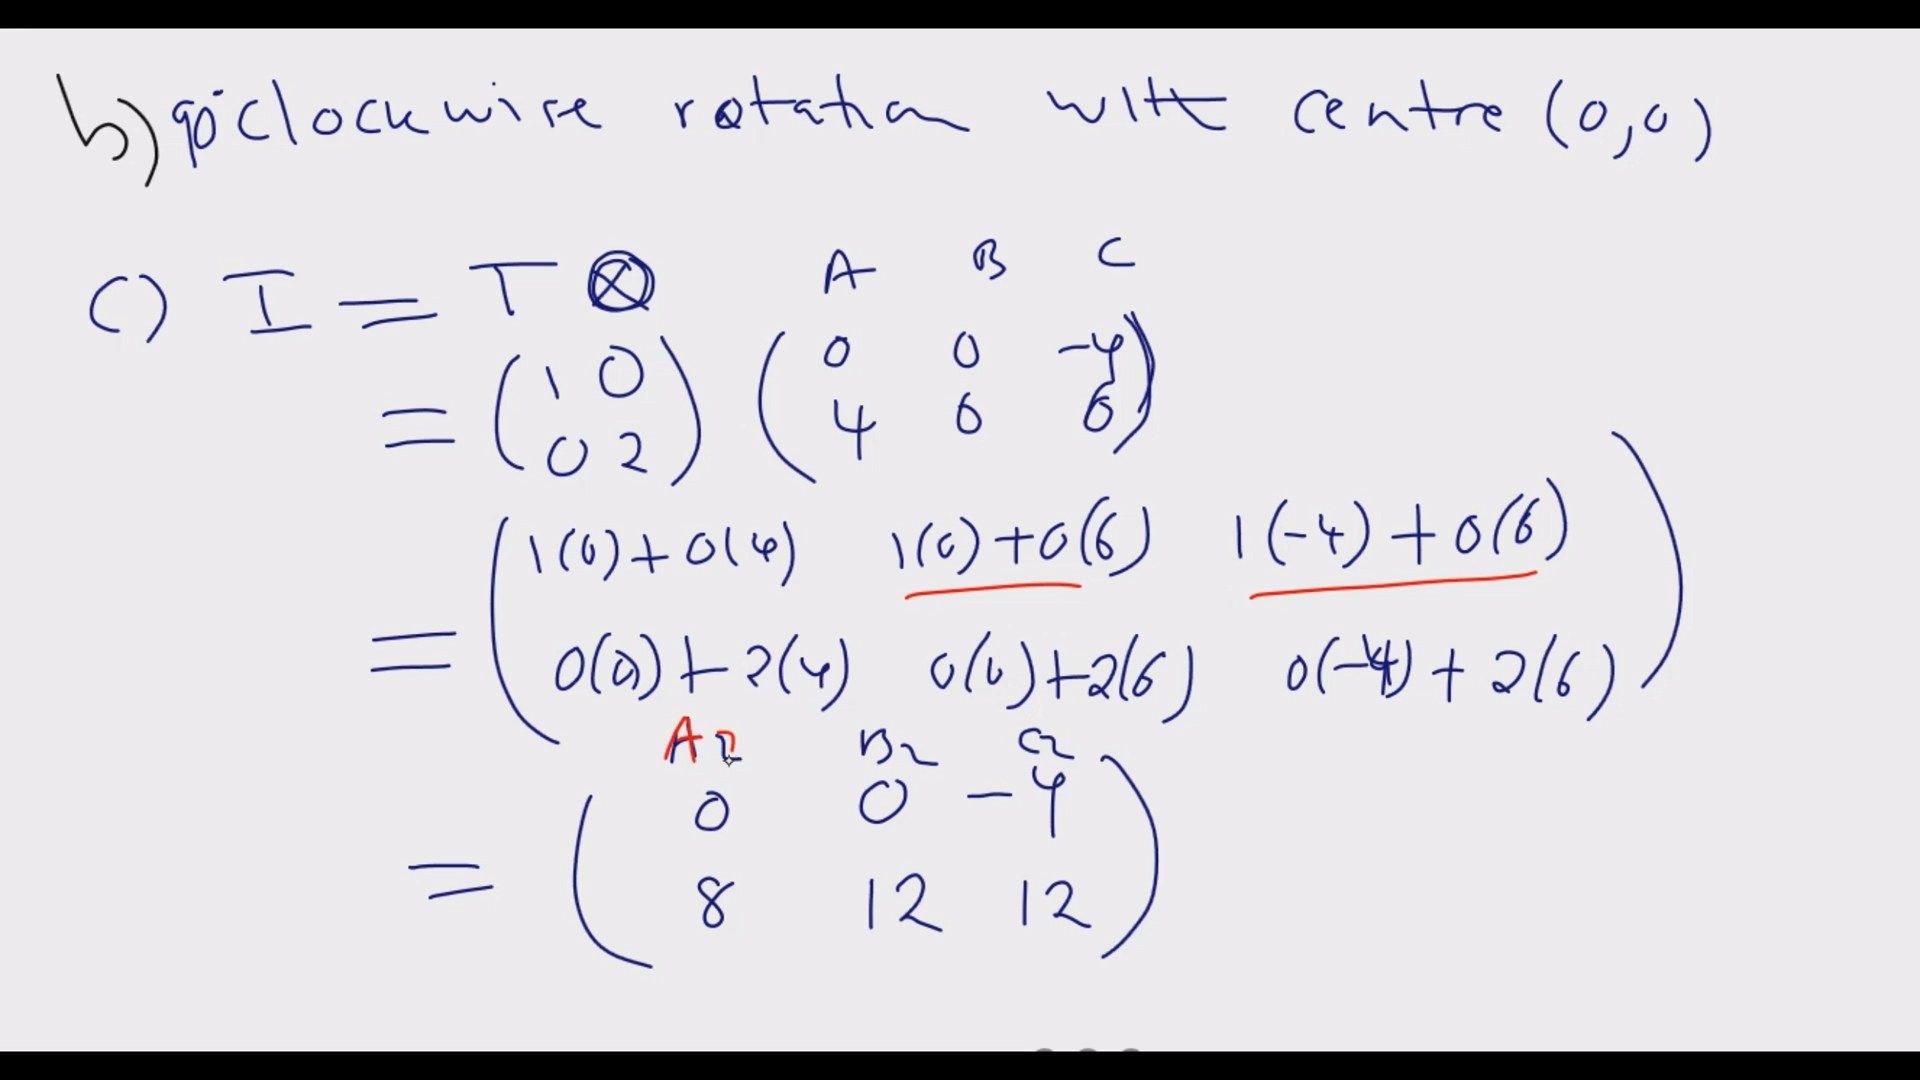 b) 90° clockwise rotation with centre (0,0)
A B C
c) I = T ⊗
= ( 1 0 ) ( 0 0 -4 )
( 0 2 ) ( 4 6 6 )
( 1(0)+0(4) 1(0)+0(6) 1(-4)+0(6) )
= ( 0(0)+2(4) 0(0)+2(6) 0(-4)+2(6) )
A2 B2 C2
( 0 0 -4 )
= ( 8 12 12 )